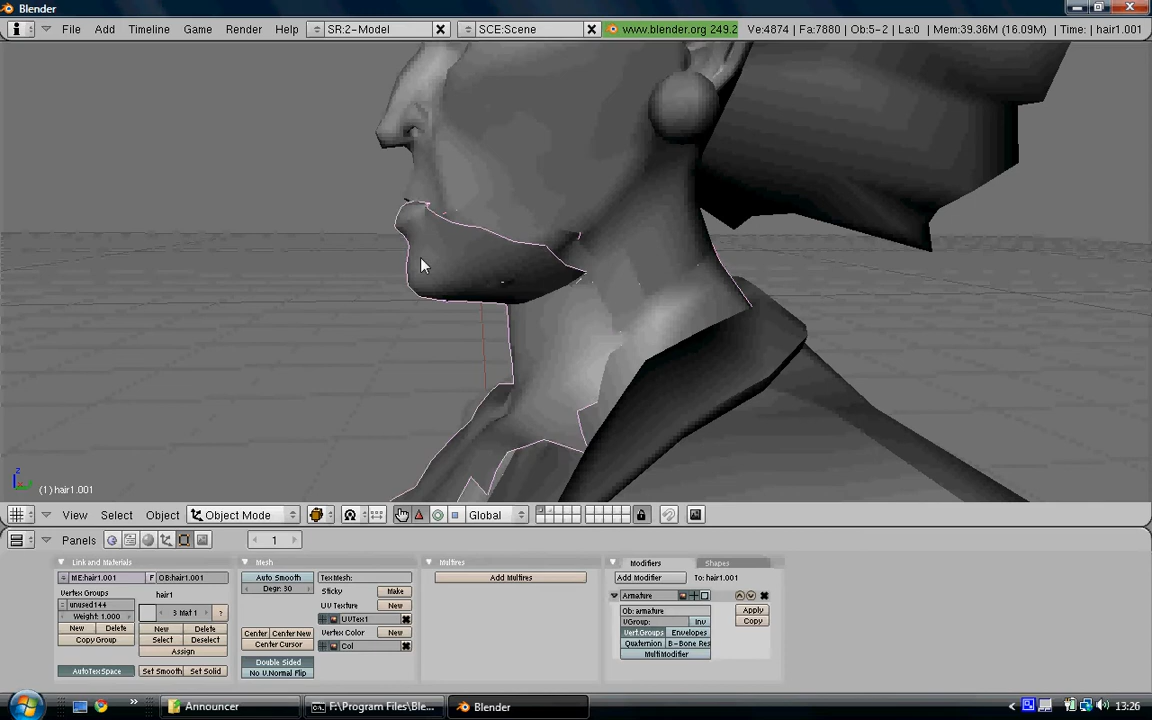 Blender
File Add Timeline Game Render Help SR:2-Model SCE:Scene www.blender.org 249.2 Ve:4874 | Fa:7880 | Ob:5-2 | La:0 | Mem:39.36M (16.09M) | Time: | hair1.001
z
(1) hair1.001
View Select Object Object Mode Global
Panels 1
Link and Materials Mesh Multires Modifiers Shapes
ME:hair1.001 F OB:hair1.001 Auto Smooth TexMesh: Add Multires Add Modifier To: hair1.001
Vertex Groups hair1 Degr: 30 Sticky Make Armature
unused144 UV Texture New Ob: armature Apply
Weight: 1.000 3 Mat 1 ? UVTex1 VGroup: Inv Copy
New Delete New Delete Center Center New Vertex Color New Vert.Groups Envelopes
Copy Group Select Deselect Center Cursor Col Quaternion B-Bone Res
Assign MultiModifier
Double Sided
AutoTexSpace Set Smooth Set Solid No V.Normal Flip
Announcer F:\Program Files\Ble... Blender 13:26